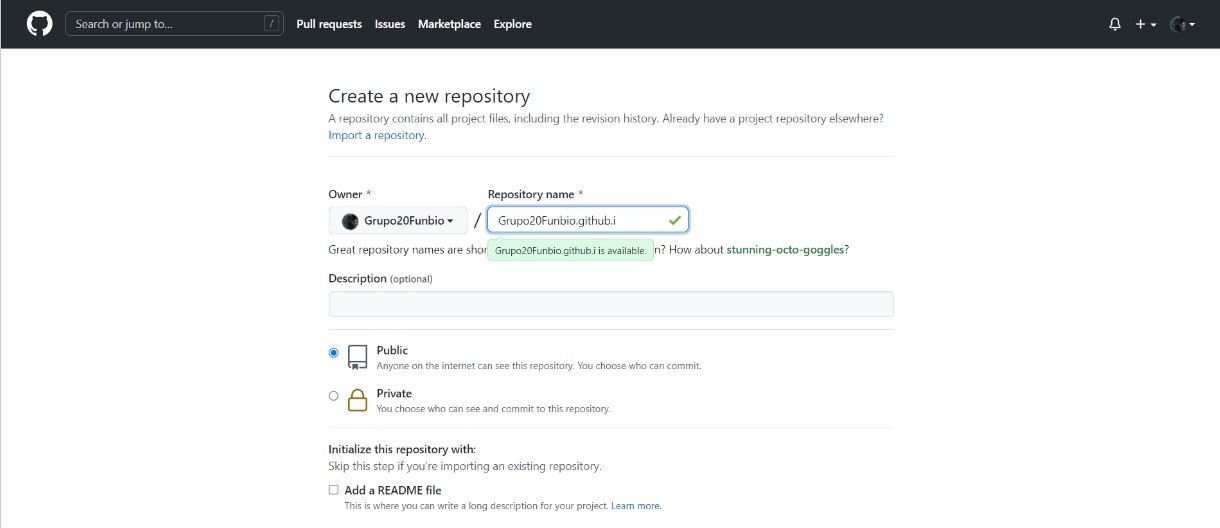 Search or jump to... / Pull requests Issues Marketplace Explore
Create a new repository
A repository contains all project files, including the revision history. Already have a project repository elsewhere?
Import a repository.
Owner * Repository name *
Grupo20Funbio / Grupo20Funbio.github.i
Great repository names are shor Grupo20Funbio.github.i is available. n? How about stunning-octo-goggles?
Description (optional)
Public
Anyone on the internet can see this repository. You choose who can commit.
Private
You choose who can see and commit to this repository.
Initialize this repository with:
Skip this step if you're importing an existing repository.
Add a README file
This is where you can write a long description for your project. Learn more.